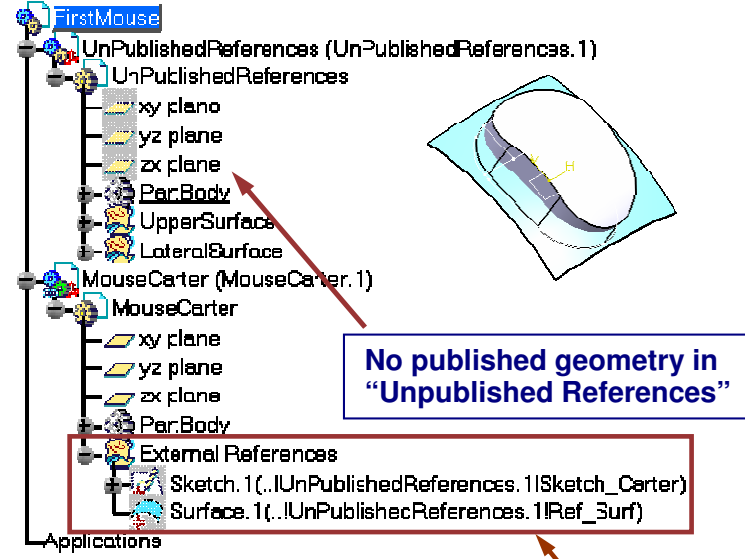 FirstMouse
UnPublishedReferences (UnPublishedReferences.1)
UnPublishedReferences
xy plane
yz plane
zx plane
PartBody
UpperSurface
LateralSurface
MouseCarter (MouseCarter.1)
MouseCarter
xy plane
yz plane
zx plane
PartBody
External References
Sketch.1(..!UnPublishedReferences.1!Sketch_Carter)
Surface.1(..!UnPublishedReferences.1!Ref_Surf)
Applications
V
H
No published geometry in
“Unpublished References”